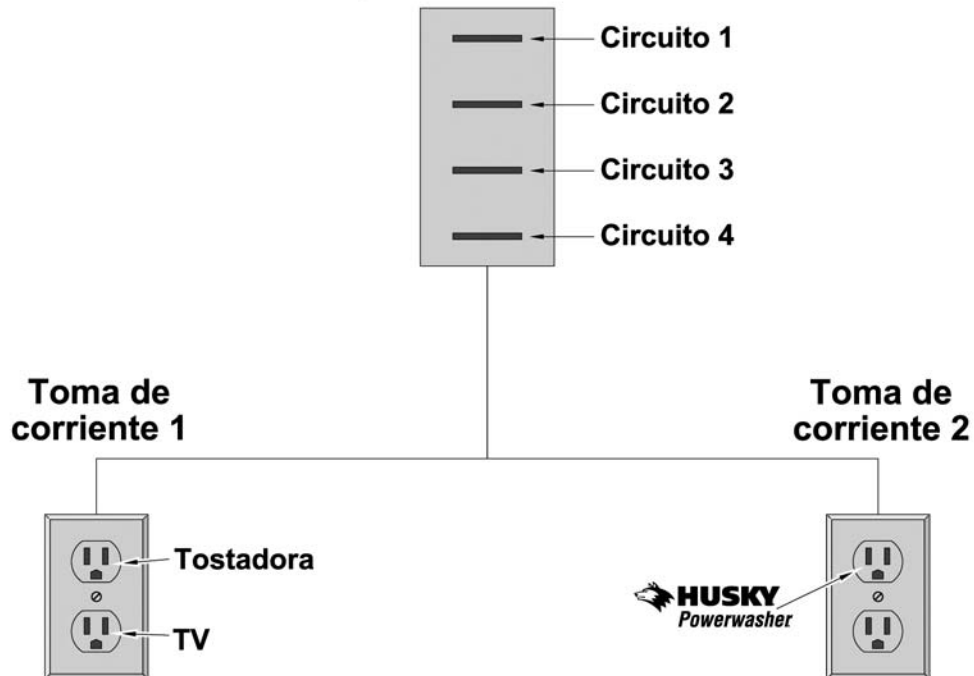 Circuito 1
Circuito 2
Circuito 3
Circuito 4
Toma de
corriente 1
Toma de
corriente 2
Tostadora
TV
HUSKY
Powerwasher